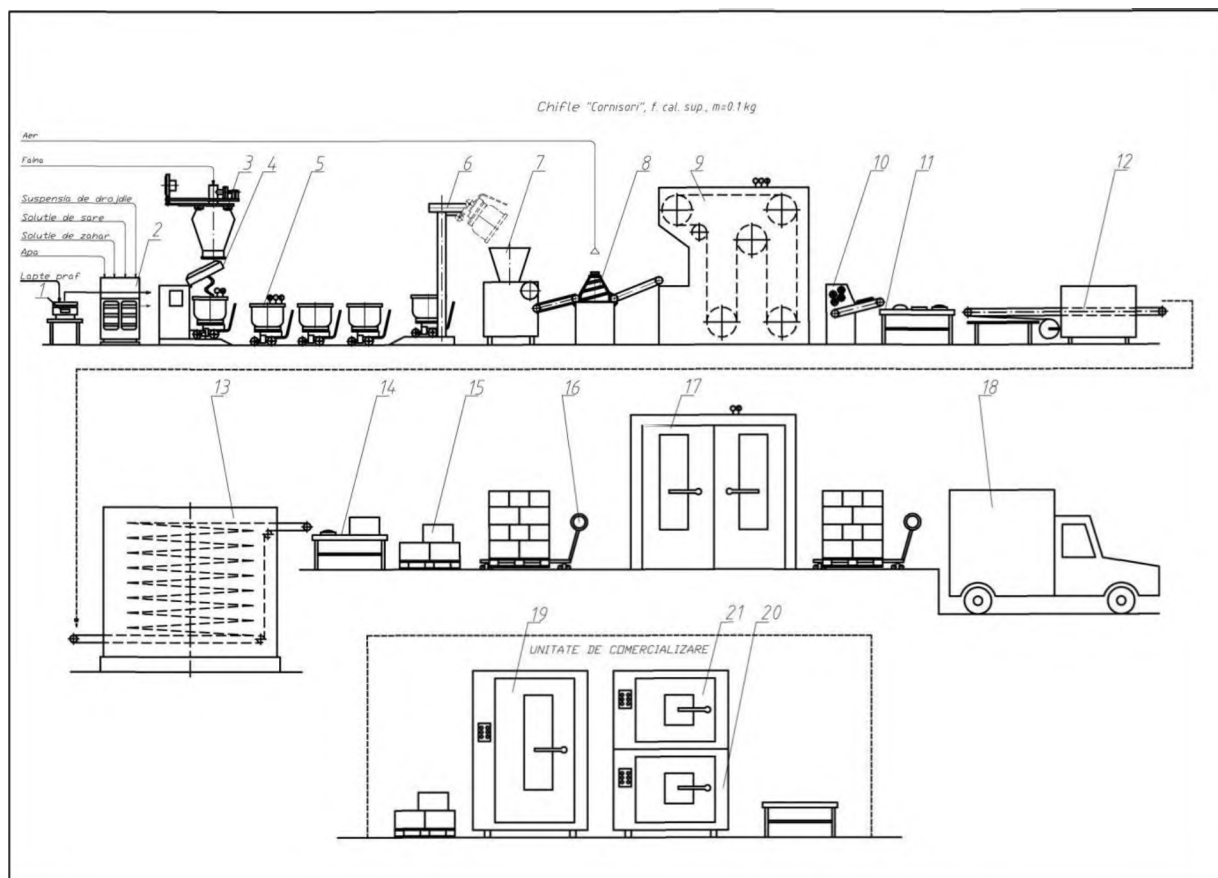 Chifle "Cornisori", f. cal. sup., m=0.1 kg
Aer
Faina
Suspensia de drojdie
Solutie de sare
Solutie de zahar
Apa
Lapte praf
1
2
3
4
5
6
7
8
9
10
11
12
13
14
15
16
17
18
UNITATE DE COMERCIALIZARE
19
21
20